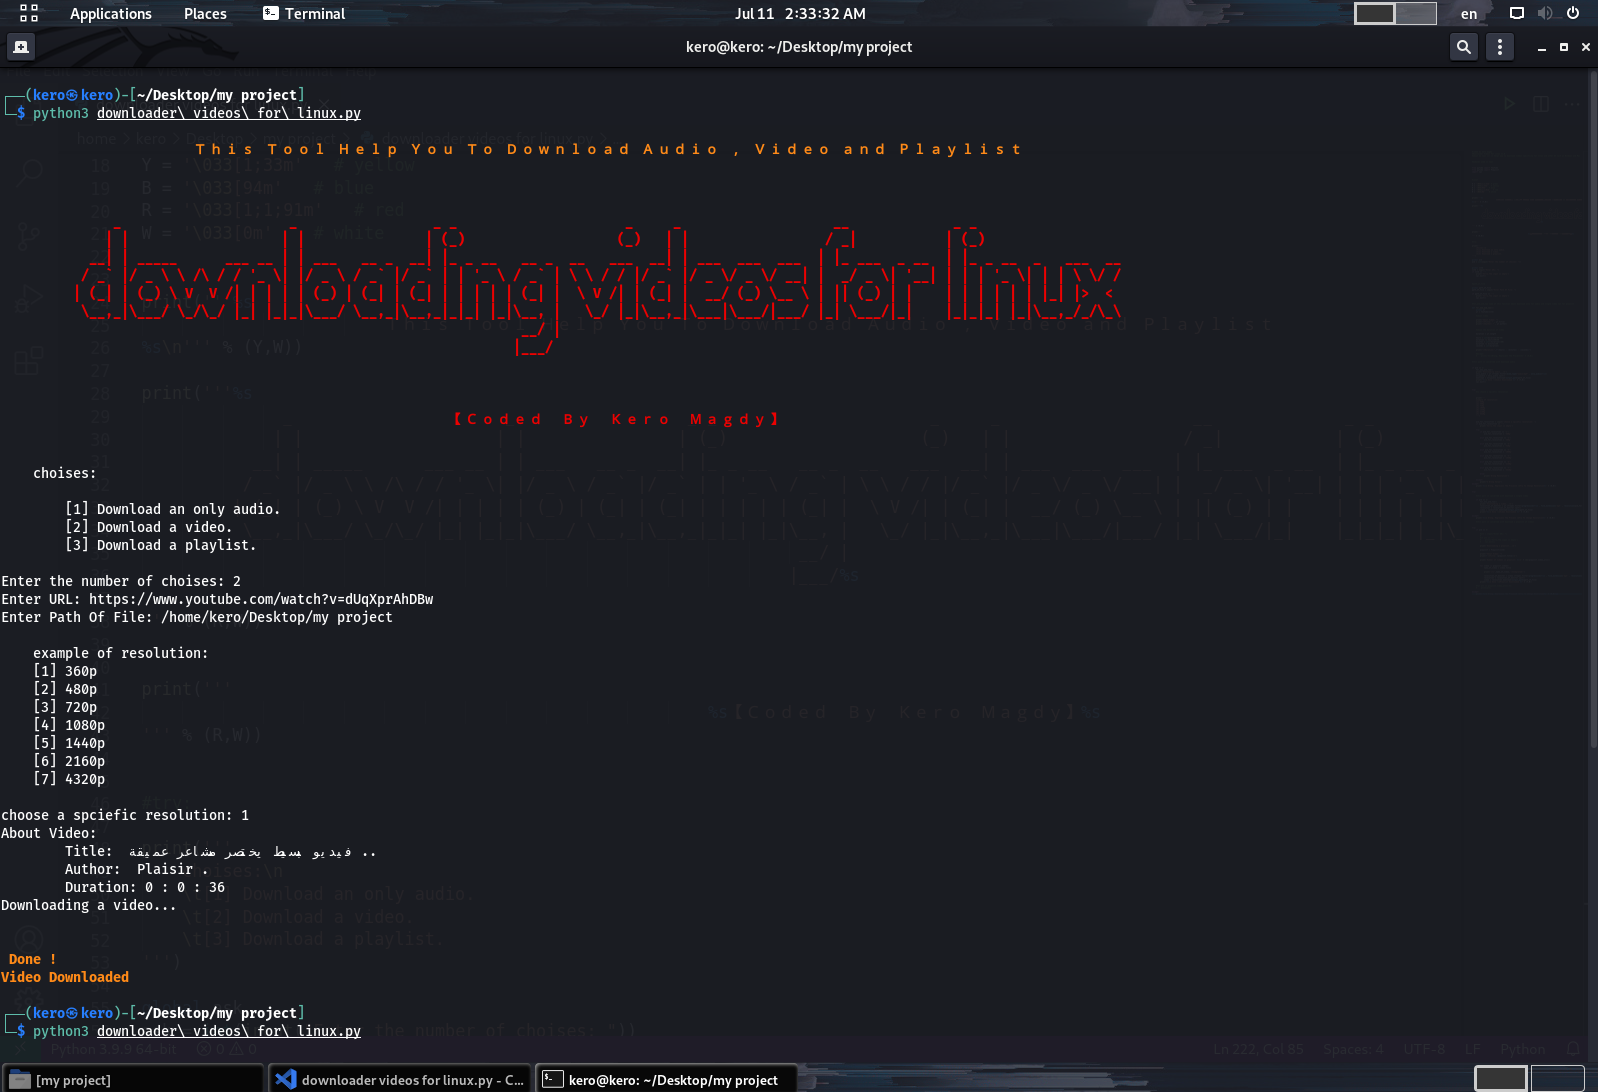 Applications Places Terminal Jul 11 2:33:32 AM en
kero@kero: ~/Desktop/my project
(kero㉿kero)-[~/Desktop/my project]
$ python3 downloader\ videos\ for\ linux.py
This Tool Help You To Download Audio , Video and Playlist
downloadingvideosforlinux
【Coded By Kero Magdy】
choises:
[1] Download an only audio.
[2] Download a video.
[3] Download a playlist.
Enter the number of choises: 2
Enter URL: https://www.youtube.com/watch?v=dUqXprAhDBw
Enter Path Of File: /home/kero/Desktop/my project
example of resolution:
[1] 360p
[2] 480p
[3] 720p
[4] 1080p
[5] 1440p
[6] 2160p
[7] 4320p
choose a spciefic resolution: 1
About Video:
Title: فيديو بسيط يختصر مشاعر عميقة ..
Author: Plaisir .
Duration: 0 : 0 : 36
Downloading a video...
Done !
Video Downloaded
(kero㉿kero)-[~/Desktop/my project]
$ python3 downloader\ videos\ for\ linux.py
[my project] downloader videos for linux.py - C... kero@kero: ~/Desktop/my project